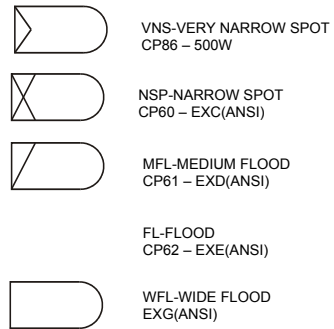 VNS-VERY NARROW SPOT
CP86 – 500W
NSP-NARROW SPOT
CP60 – EXC(ANSI)
MFL-MEDIUM FLOOD
CP61 – EXD(ANSI)
FL-FLOOD
CP62 – EXE(ANSI)
WFL-WIDE FLOOD
EXG(ANSI)